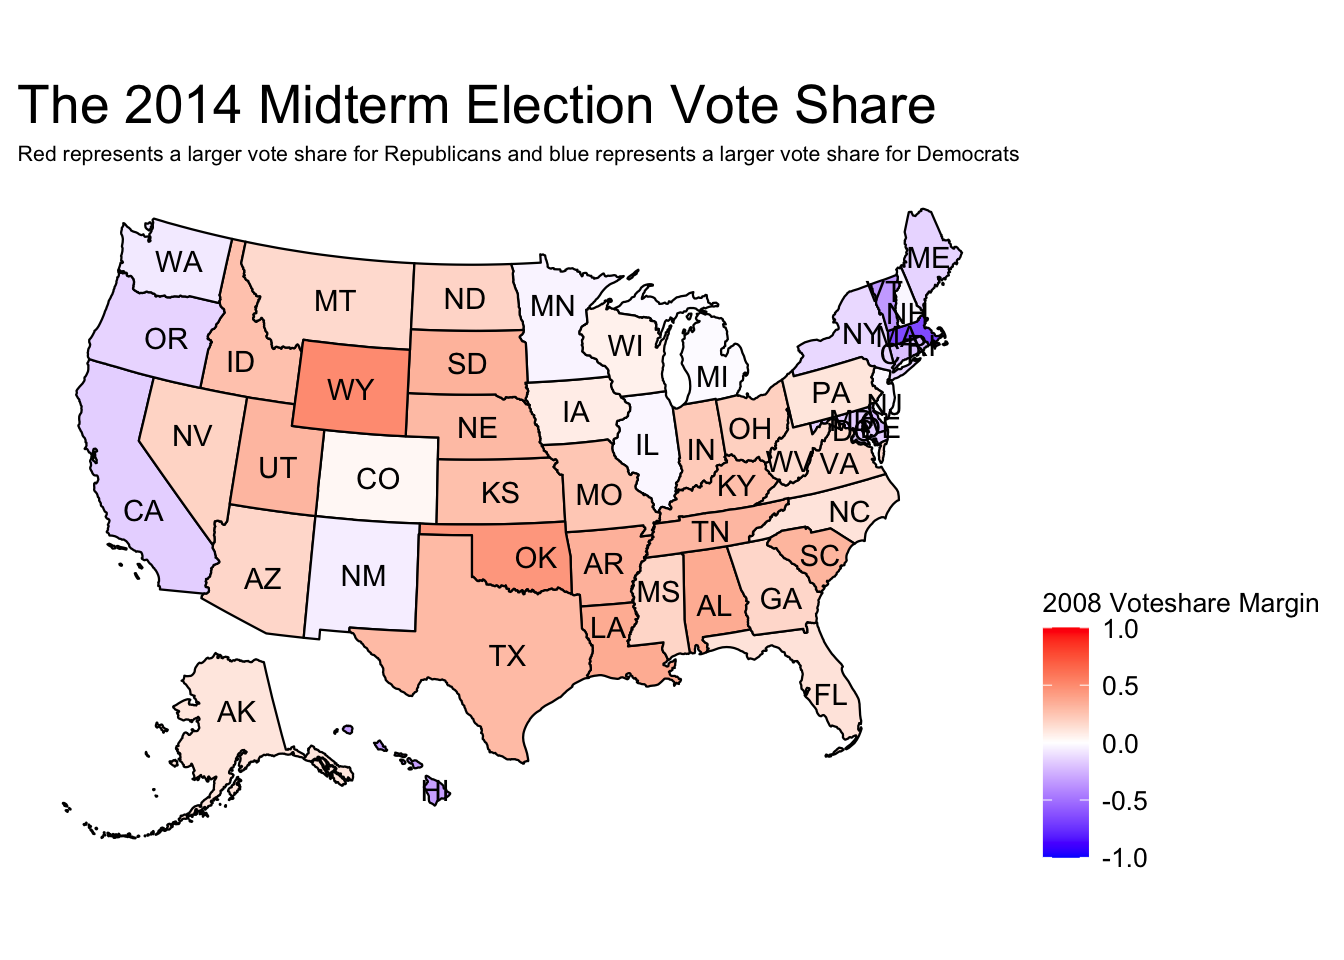 The 2014 Midterm Election Vote Share
Red represents a larger vote share for Republicans and blue represents a larger vote share for Democrats
WA
ME
MT
ND
VT
MN
NH
OR
NY
MA
RI
WI
CT
ID
SD
MI
WY
PA
NJ
IA
MD
DE
NE
OH
NV
IL
IN
UT
CO
WV
VA
KS
KY
MO
CA
NC
TN
OK
AR
SC
AZ
NM
MS
AL
GA
LA
TX
FL
AK
HI
2008 Voteshare Margin
1.0
0.5
0.0
-0.5
-1.0